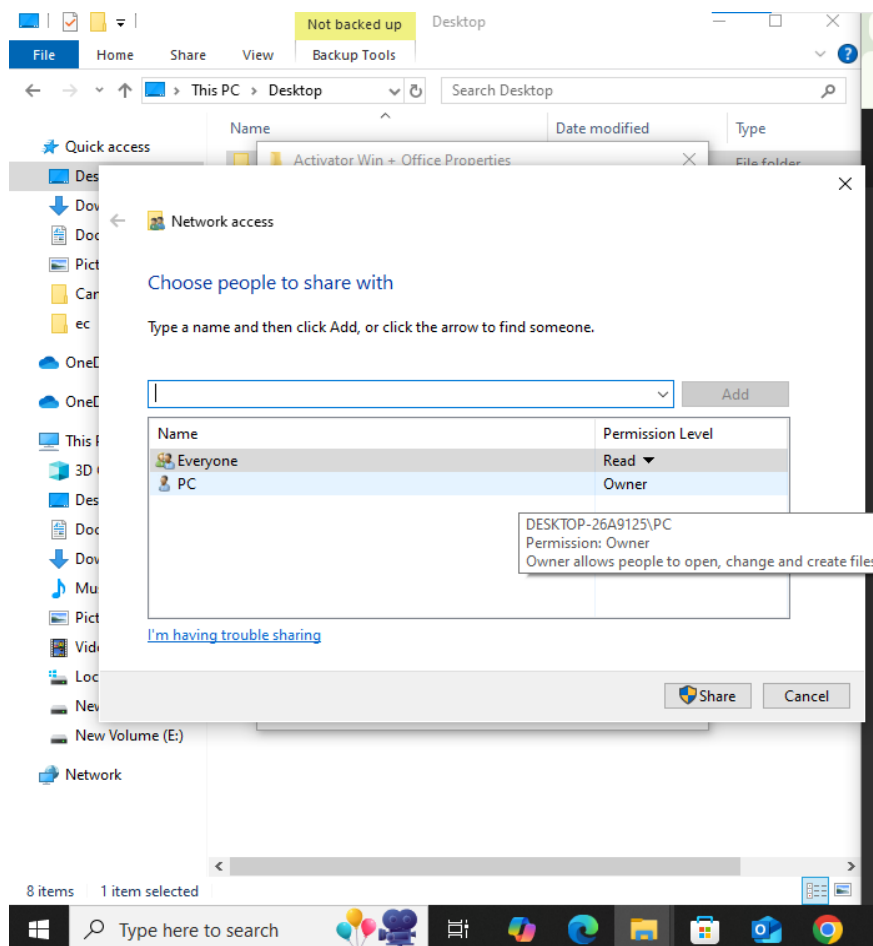 Not backed up
Desktop
File
Home
Share
View
Backup Tools
This PC
Desktop
Search Desktop
Name
Date modified
Type
Quick access
Activator Win + Office Properties
File folder
Des
Dov
Doc
Pict
Car
ec
OneD
OneD
This P
3D
Des
Doc
Dov
Mu
Pict
Vide
Loc
New
New Volume (E:)
Network
Network access
Choose people to share with
Type a name and then click Add, or click the arrow to find someone.
Add
Name
Permission Level
Everyone
Read
PC
Owner
DESKTOP-26A9125\PC
Permission: Owner
Owner allows people to open, change and create files
I'm having trouble sharing
Share
Cancel
8 items
1 item selected
Type here to search